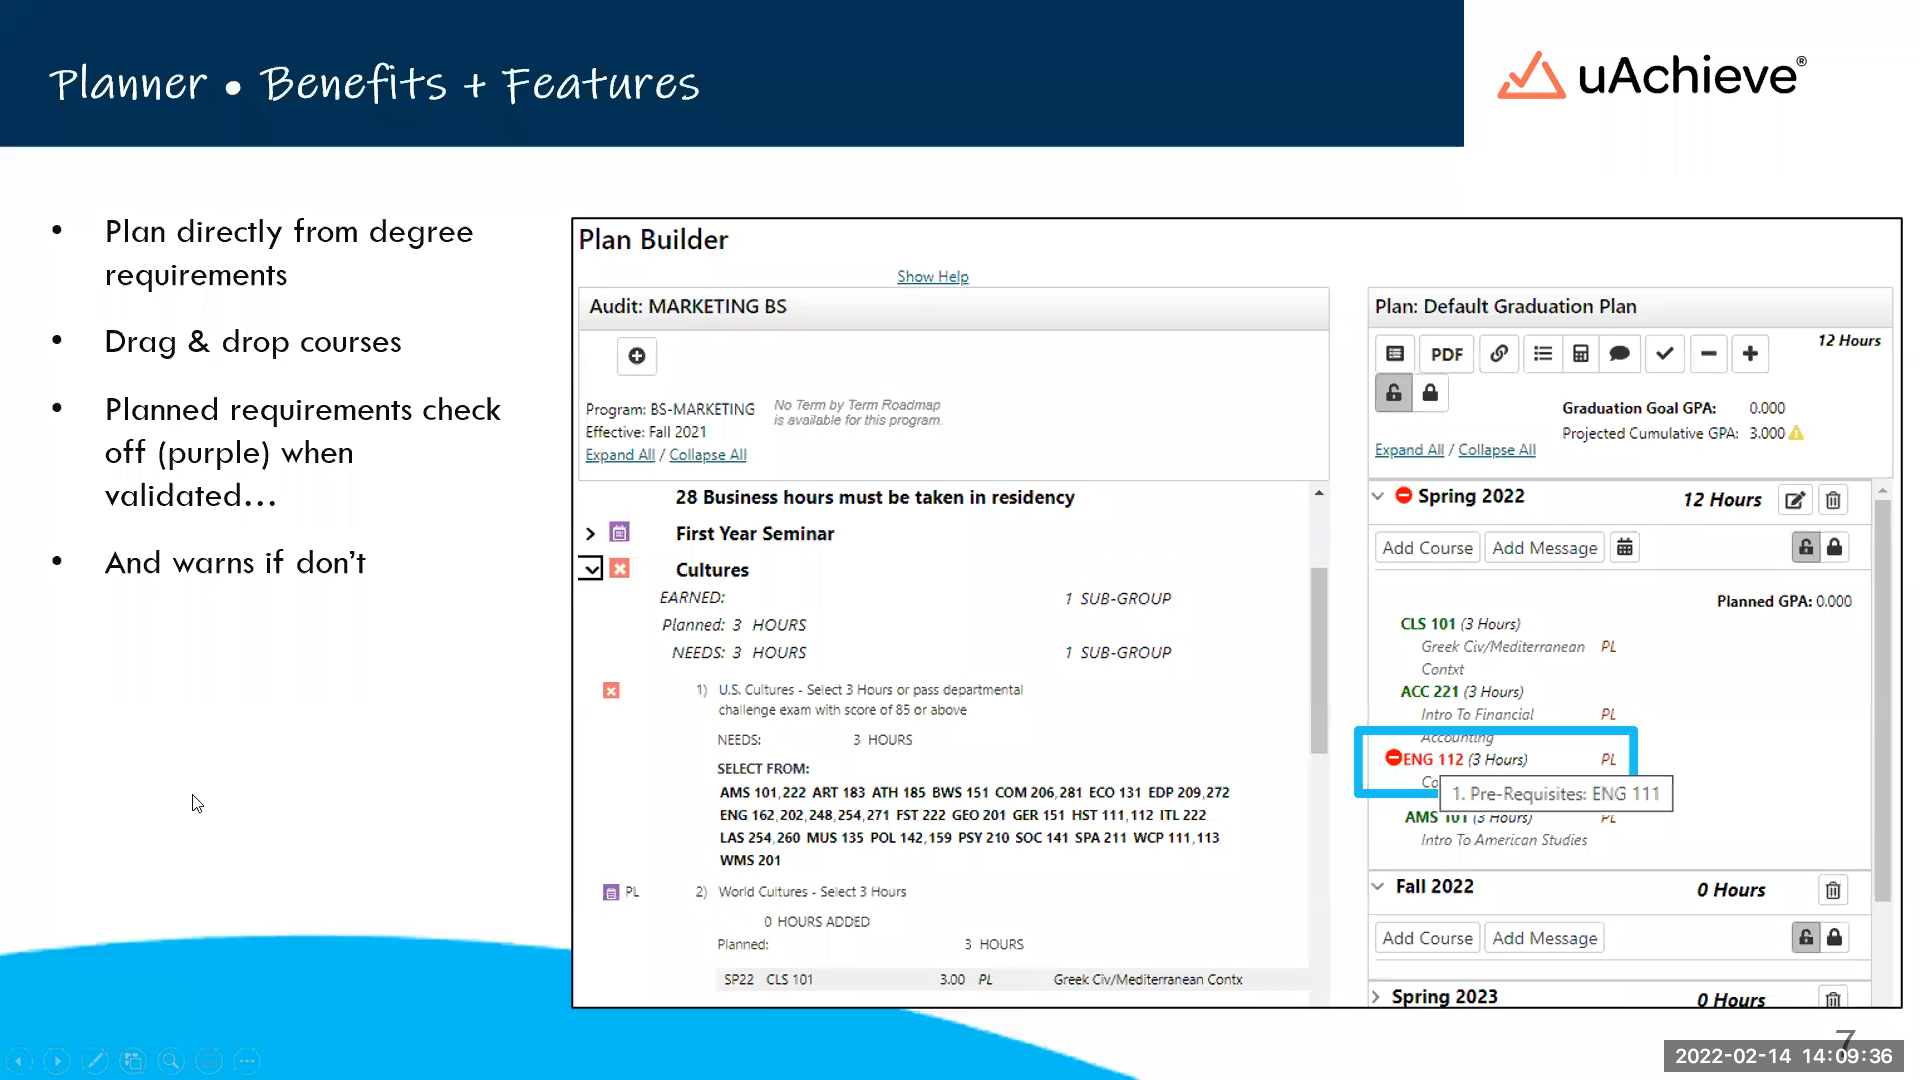 Planner • Benefits + Features
uAchieve®
• Plan directly from degree
requirements
• Drag & drop courses
• Planned requirements check
off (purple) when
validated…
• And warns if don’t
Plan Builder
Show Help
Audit: MARKETING BS
Program: BS-MARKETING
No Term by Term Roadmap
is available for this program.
Effective: Fall 2021
Expand All / Collapse All
28 Business hours must be taken in residency
First Year Seminar
Cultures
EARNED: 1 SUB-GROUP
Planned: 3 HOURS
NEEDS: 3 HOURS 1 SUB-GROUP
1) U.S. Cultures - Select 3 Hours or pass departmental
challenge exam with score of 85 or above
NEEDS: 3 HOURS
SELECT FROM:
AMS 101,222 ART 183 ATH 185 BWS 151 COM 206,281 ECO 131 EDP 209,272
ENG 162,202,248,254,271 FST 222 GEO 201 GER 151 HST 111,112 ITL 222
LAS 254,260 MUS 135 POL 142,159 PSY 210 SOC 141 SPA 211 WCP 111,113
WMS 201
PL 2) World Cultures - Select 3 Hours
0 HOURS ADDED
Planned: 3 HOURS
SP22 CLS 101 3.00 PL Greek Civ/Mediterranean Contx
Plan: Default Graduation Plan
PDF
12 Hours
Graduation Goal GPA: 0.000
Projected Cumulative GPA: 3.000
Expand All / Collapse All
Spring 2022 12 Hours
Add Course Add Message
Planned GPA: 0.000
CLS 101 (3 Hours)
Greek Civ/Mediterranean PL
Contxt
ACC 221 (3 Hours)
Intro To Financial PL
Accounting
ENG 112 (3 Hours) PL
Co
1. Pre-Requisites: ENG 111
AMS 101 (3 Hours) PL
Intro To American Studies
Fall 2022 0 Hours
Add Course Add Message
Spring 2023 0 Hours
7
2022-02-14 14:09:36